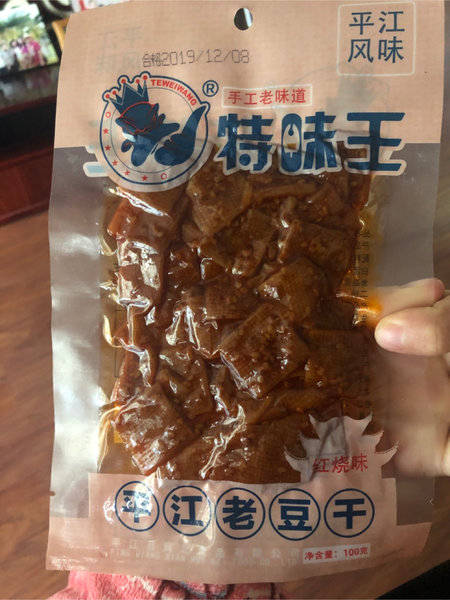 平江
风味
合格2019/12/08
TEWEIWANG
®
手工老味道
特味王
红烧味
平江老豆干
净含量：100克